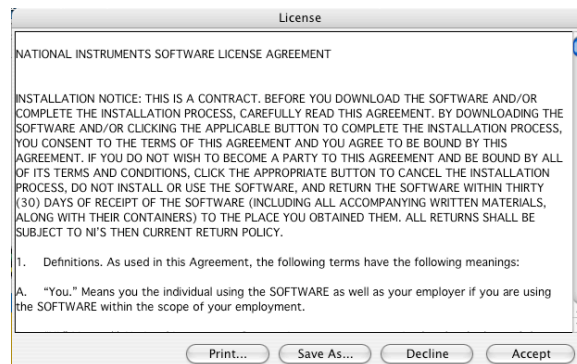 License
NATIONAL INSTRUMENTS SOFTWARE LICENSE AGREEMENT
INSTALLATION NOTICE: THIS IS A CONTRACT. BEFORE YOU DOWNLOAD THE SOFTWARE AND/OR
COMPLETE THE INSTALLATION PROCESS, CAREFULLY READ THIS AGREEMENT. BY DOWNLOADING THE
SOFTWARE AND/OR CLICKING THE APPLICABLE BUTTON TO COMPLETE THE INSTALLATION PROCESS,
YOU CONSENT TO THE TERMS OF THIS AGREEMENT AND YOU AGREE TO BE BOUND BY THIS
AGREEMENT. IF YOU DO NOT WISH TO BECOME A PARTY TO THIS AGREEMENT AND BE BOUND BY ALL
OF ITS TERMS AND CONDITIONS, CLICK THE APPROPRIATE BUTTON TO CANCEL THE INSTALLATION
PROCESS, DO NOT INSTALL OR USE THE SOFTWARE, AND RETURN THE SOFTWARE WITHIN THIRTY
(30) DAYS OF RECEIPT OF THE SOFTWARE (INCLUDING ALL ACCOMPANYING WRITTEN MATERIALS,
ALONG WITH THEIR CONTAINERS) TO THE PLACE YOU OBTAINED THEM. ALL RETURNS SHALL BE
SUBJECT TO NI'S THEN CURRENT RETURN POLICY.
1. Definitions. As used in this Agreement, the following terms have the following meanings:
A. “You.” Means you the individual using the SOFTWARE as well as your employer if you are using
the SOFTWARE within the scope of your employment.
Print... Save As... Decline Accept